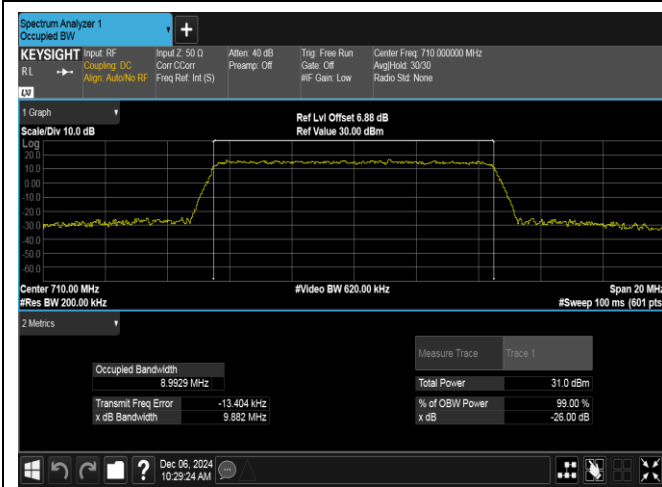 Spectrum Analyzer 1
Occupied BW
+
KEYSIGHT Input: RF Input Z: 50 Ω Atten: 40 dB Trig: Free Run Center Freq: 710.000000 MHz
RL Coupling: DC Corr CCorr Preamp: Off Gate: Off Avg|Hold: 30/30
Align: Auto/No RF Freq Ref: Int (S) #IF Gain: Low Radio Std: None
LXI
1 Graph
Ref Lvl Offset 6.88 dB
Scale/Div 10.0 dB Ref Value 30.00 dBm
Log
20.0
10.0
0.00
-10.0
-20.0
-30.0
-40.0
-50.0
-60.0
Center 710.00 MHz #Video BW 620.00 kHz Span 20 MHz
#Res BW 200.00 kHz #Sweep 100 ms (601 pts
2 Metrics
Measure Trace Trace 1
Occupied Bandwidth
8.9929 MHz Total Power 31.0 dBm
Transmit Freq Error -13.404 kHz % of OBW Power 99.00 %
x dB Bandwidth 9.882 MHz x dB -26.00 dB
? Dec 06, 2024
10:29:24 AM